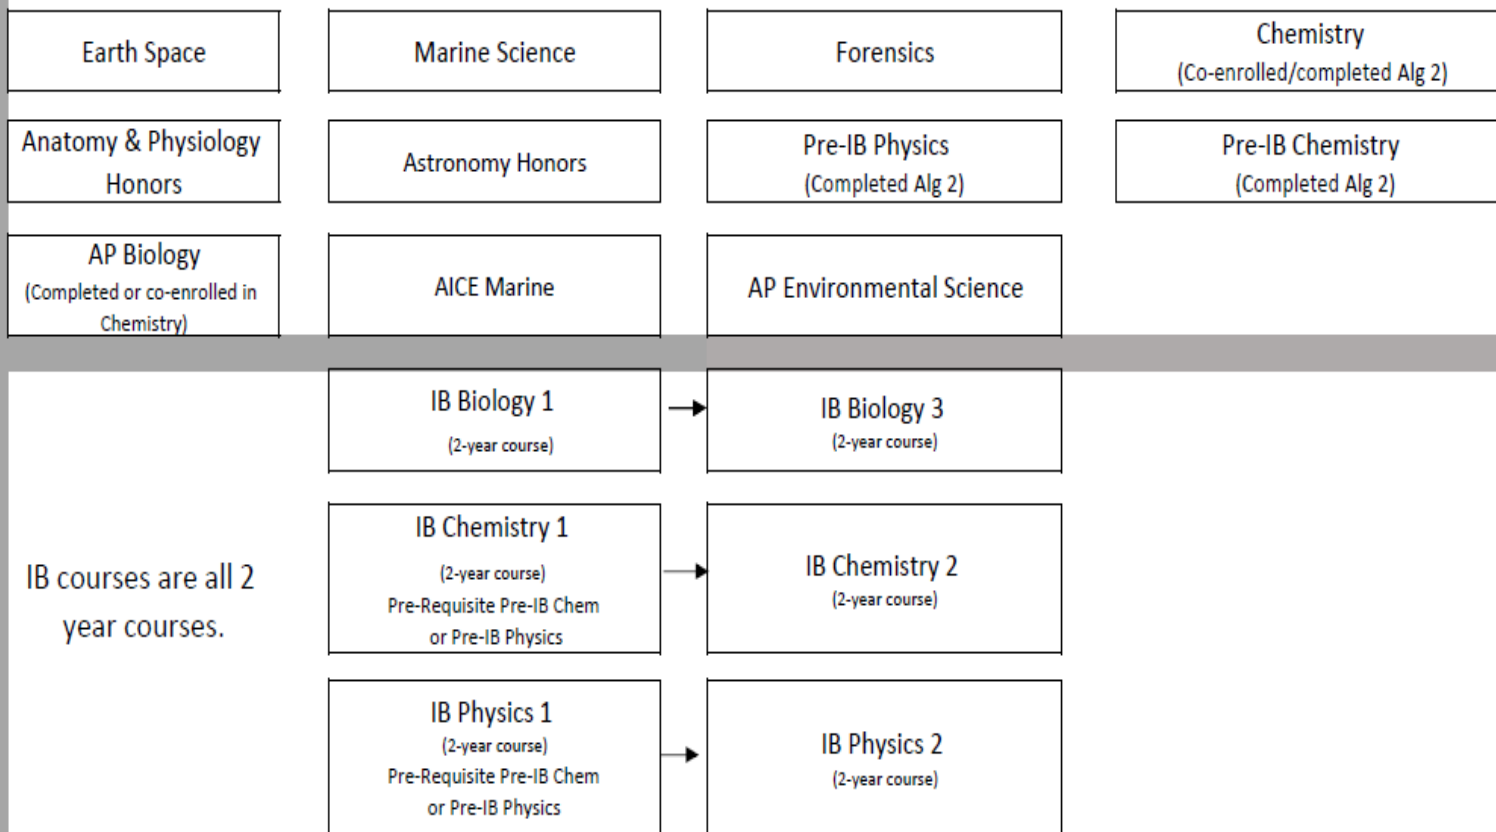 Earth Space
Marine Science
Forensics
Chemistry
(Co-enrolled/completed Alg 2)
Anatomy & Physiology
Honors
Astronomy Honors
Pre-IB Physics
(Completed Alg 2)
Pre-IB Chemistry
(Completed Alg 2)
AP Biology
(Completed or co-enrolled in
Chemistry)
AICE Marine
AP Environmental Science
IB courses are all 2
year courses.
IB Biology 1
(2-year course)
IB Biology 3
(2-year course)
IB Chemistry 1
(2-year course)
Pre-Requisite Pre-IB Chem
or Pre-IB Physics
IB Chemistry 2
(2-year course)
IB Physics 1
(2-year course)
Pre-Requisite Pre-IB Chem
or Pre-IB Physics
IB Physics 2
(2-year course)